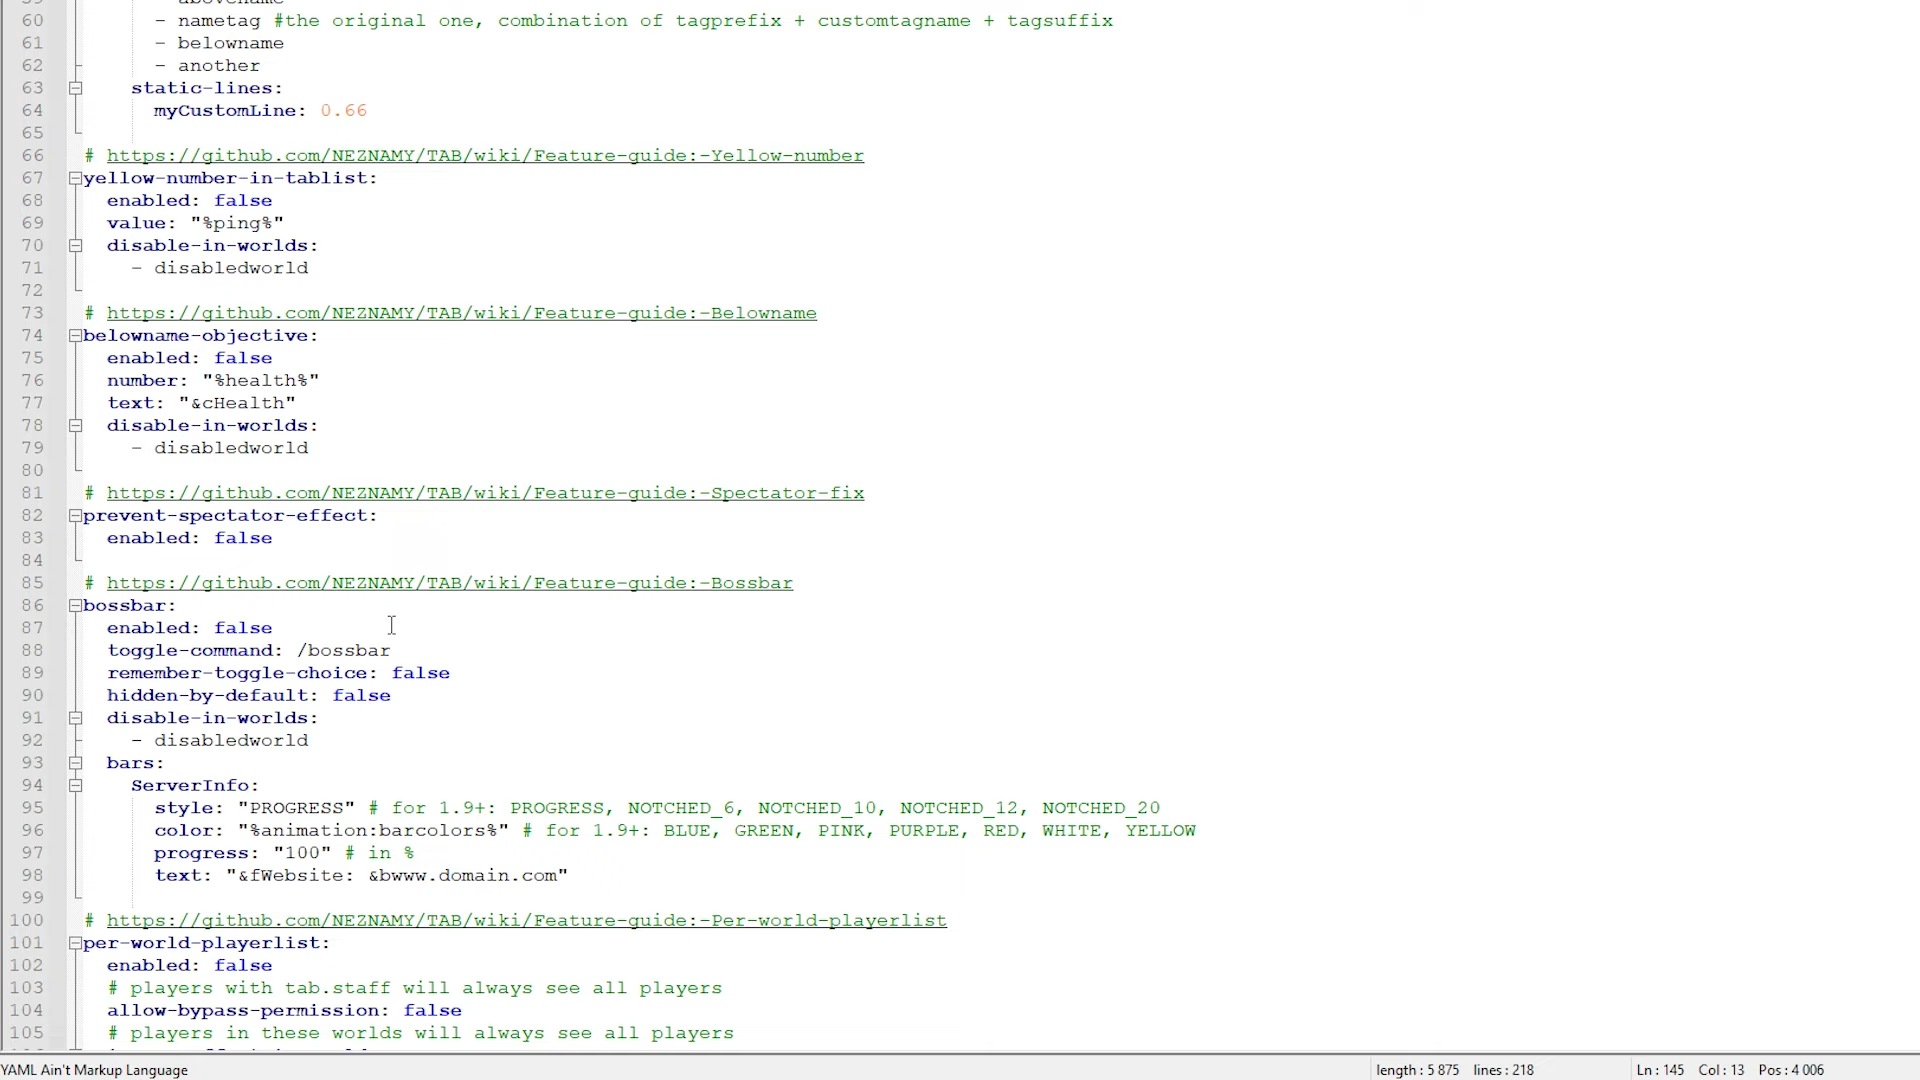 60 - nametag #the original one, combination of tagprefix + customtagname + tagsuffix
61 - belowname
62 - another
63 static-lines:
64 myCustomLine: 0.66
65
66 # https://github.com/NEZNAMY/TAB/wiki/Feature-guide:-Yellow-number
67 yellow-number-in-tablist:
68 enabled: false
69 value: "%ping%"
70 disable-in-worlds:
71 - disabledworld
72
73 # https://github.com/NEZNAMY/TAB/wiki/Feature-guide:-Belowname
74 belowname-objective:
75 enabled: false
76 number: "%health%"
77 text: "&cHealth"
78 disable-in-worlds:
79 - disabledworld
80
81 # https://github.com/NEZNAMY/TAB/wiki/Feature-guide:-Spectator-fix
82 prevent-spectator-effect:
83 enabled: false
84
85 # https://github.com/NEZNAMY/TAB/wiki/Feature-guide:-Bossbar
86 bossbar:
87 enabled: false
88 toggle-command: /bossbar
89 remember-toggle-choice: false
90 hidden-by-default: false
91 disable-in-worlds:
92 - disabledworld
93 bars:
94 ServerInfo:
95 style: "PROGRESS" # for 1.9+: PROGRESS, NOTCHED_6, NOTCHED_10, NOTCHED_12, NOTCHED_20
96 color: "%animation:barcolors%" # for 1.9+: BLUE, GREEN, PINK, PURPLE, RED, WHITE, YELLOW
97 progress: "100" # in %
98 text: "&fWebsite: &bwww.domain.com"
99
100 # https://github.com/NEZNAMY/TAB/wiki/Feature-guide:-Per-world-playerlist
101 per-world-playerlist:
102 enabled: false
103 # players with tab.staff will always see all players
104 allow-bypass-permission: false
105 # players in these worlds will always see all players
YAML Ain't Markup Language length : 5 875 lines : 218 Ln : 145 Col : 13 Pos : 4 006